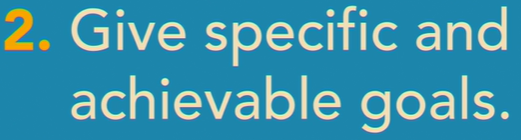 2. Give specific and
achievable goals.